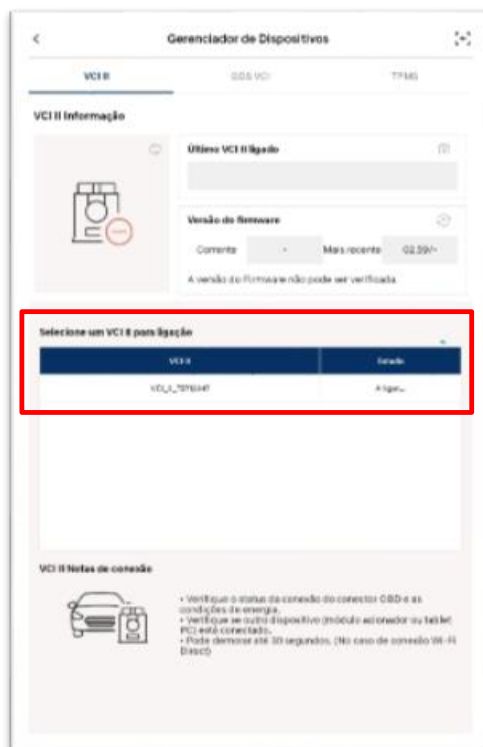 Gerenciador de Dispositivos
VCI II
GDS VCI
TPMS
VCI II Informação
Último VCI II ligado
Versão do firmware
Corrente
-
Mais recente
02.59/-
A versão do Firmware não pode ser verificada.
Selecione um VCI II para ligação
VCI II
Estado
A ligar...
VCI II Notas de conexão
• Verifique o status da conexão do conector OBD e as
condições de energia.
• Verifique se outro dispositivo (módulo acionador ou tablet
PC) está conectado.
• Pode demorar até 30 segundos. (No caso de conexão Wi-Fi
Direct)